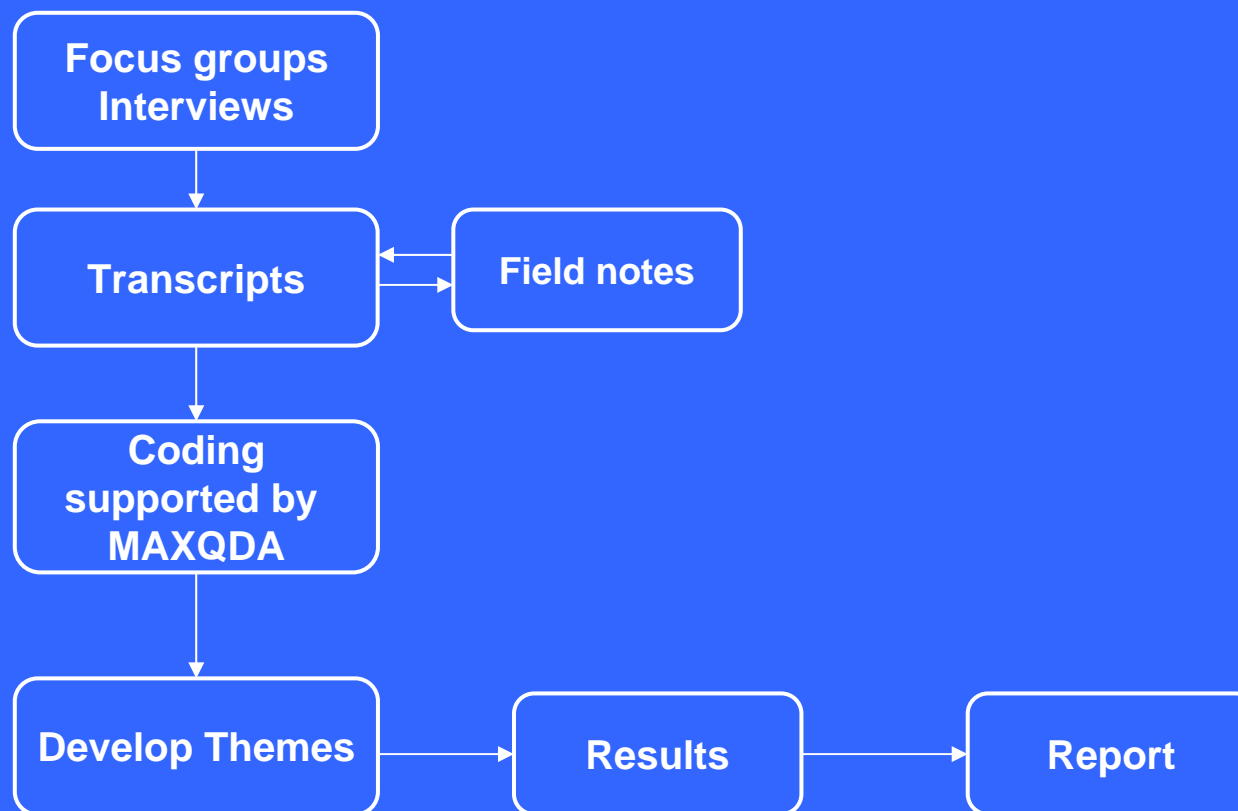 Focus groups
Interviews
Transcripts
Field notes
Coding
supported by
MAXQDA
Develop Themes
Results
Report